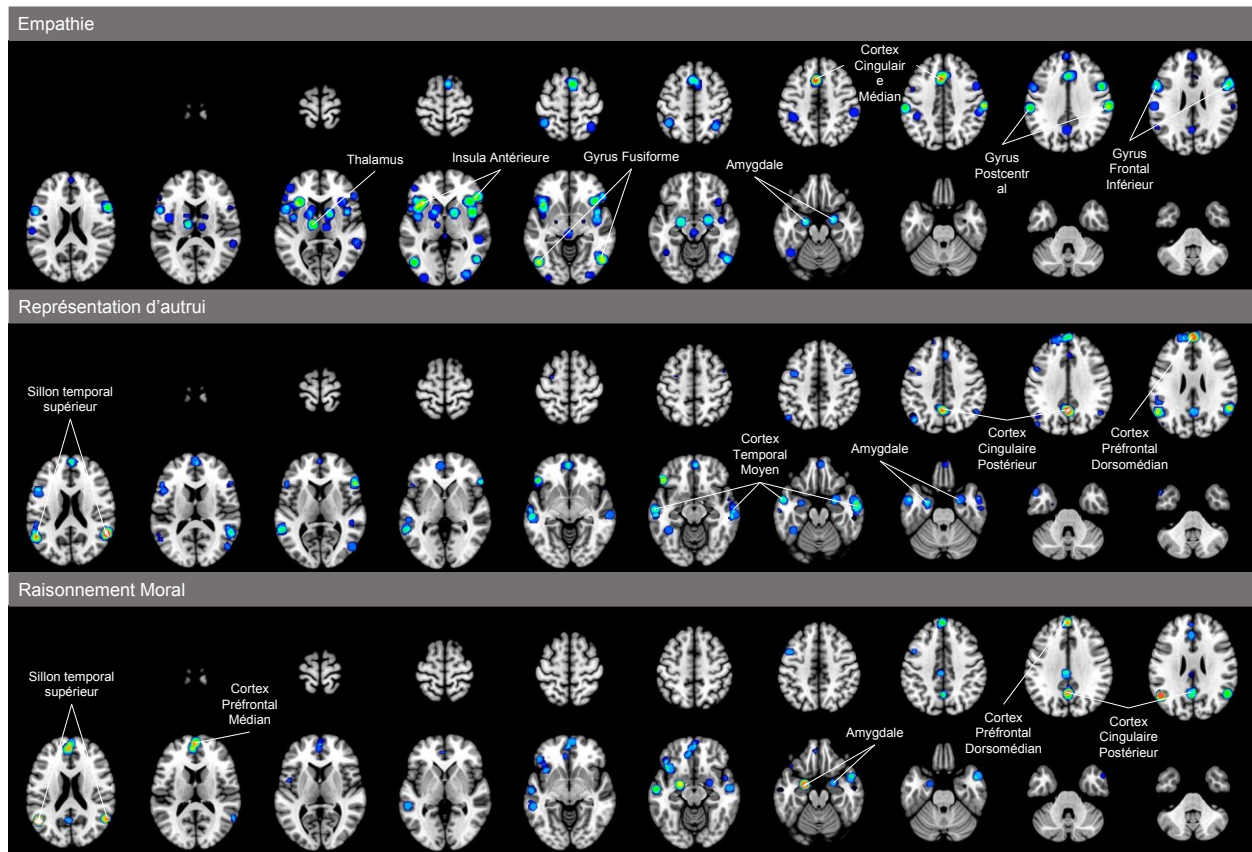 Empathie
Cortex
Cingulair
e
Médian
Thalamus
Insula Antérieure
Gyrus Fusiforme
Amygdale
Gyrus
Postcentr
al
Gyrus
Frontal
Inférieur
Représentation d'autrui
Sillon temporal
supérieur
Cortex
Temporal
Moyen
Amygdale
Cortex
Cingulaire
Postérieur
Cortex
Préfrontal
Dorsomédian
Raisonnement Moral
Sillon temporal
supérieur
Cortex
Préfrontal
Médian
Amygdale
Cortex
Préfrontal
Dorsomédian
Cortex
Cingulaire
Postérieur